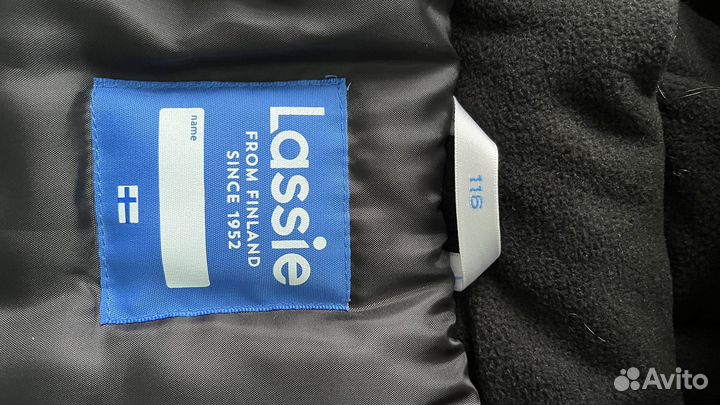 Lassie
FROM FINLAND
SINCE 1952
name
116
Avito